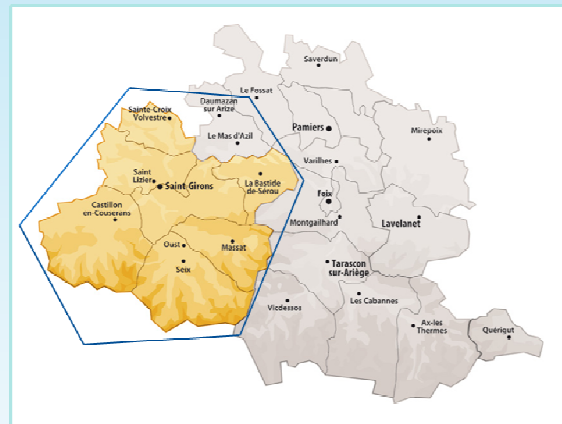 Saverdun
Le Fossat
Daumazan
sur Arize
Sainte-Croix
Volvestre
Pamiers
Mirepoix
Le Mas d'Azil
Varilhes
Saint
Lizier
Saint-Girons
La Bastide
de-Sérou
Foix
Castillon
en-Couserans
Montgailhard
Lavelanet
Oust
Massat
Seix
Tarascon
sur-Ariège
Vicdessos
Les Cabannes
Ax-les
Thermes
Quérigut